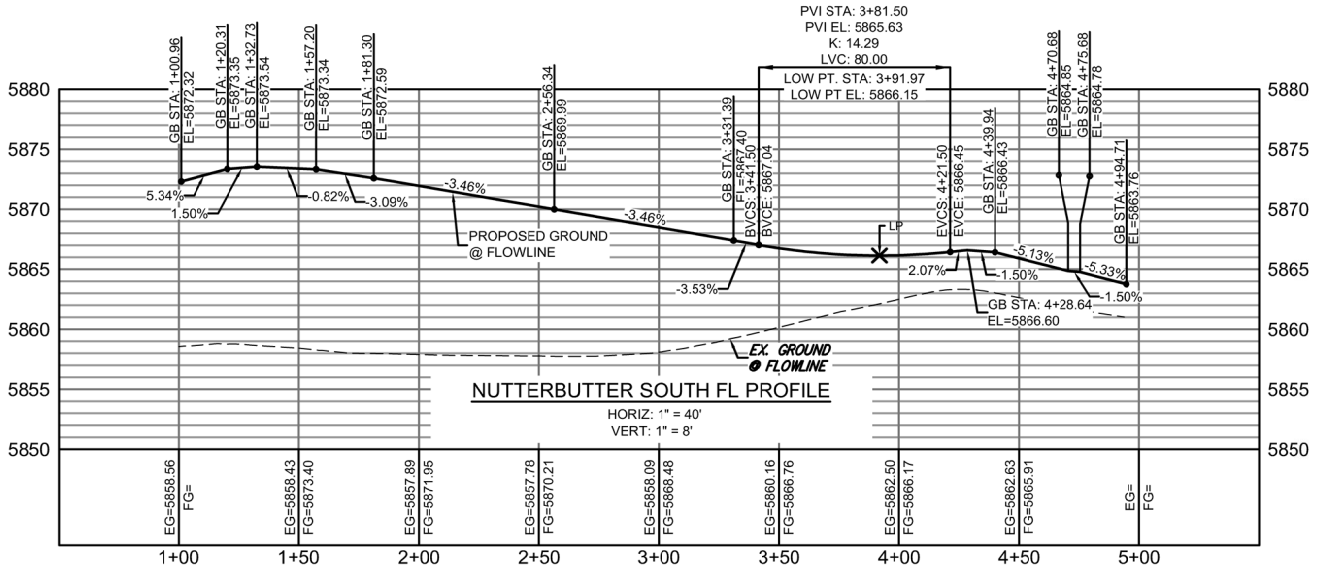 PVI STA: 3+81.50
PVI EL: 5865.63
K: 14.29
LVC: 80.00
LOW PT. STA: 3+91.97
LOW PT EL: 5866.15
GB STA: 1+00.96
EL=5872.32
GB STA: 1+20.31
EL=5873.35
GB STA: 1+32.73
EL=5873.54
GB STA: 1+57.20
EL=5873.34
GB STA: 1+81.30
EL=5872.59
GB STA: 2+56.34
EL=5869.99
GB STA: 3+31.39
EL=5867.40
BVCS: 3+41.50
BVCE: 5867.04
EVCS: 4+21.50
EVCE: 5866.45
GB STA: 4+39.94
EL=5866.43
GB STA: 4+70.68
EL=5864.85
GB STA: 4+75.68
EL=5864.78
GB STA: 4+94.71
EL=5863.76
5880
5875
5870
5865
5860
5855
5850
5880
5875
5870
5865
5860
5855
5850
5.34%
1.50%
-0.82%
-3.09%
-3.46%
-3.46%
-3.53%
LP
2.07%
-1.50%
-5.13%
-5.33%
-1.50%
PROPOSED GROUND
@ FLOWLINE
GB STA: 4+28.64
EL=5866.60
EX. GROUND
@ FLOWLINE
NUTTERBUTTER SOUTH FL PROFILE
HORIZ: 1" = 40'
VERT: 1" = 8'
EG=5858.56
FG=
EG=5858.43
FG=5873.40
EG=5857.89
FG=5871.95
EG=5857.78
FG=5870.21
EG=5858.09
FG=5868.48
EG=5860.16
FG=5866.76
EG=5862.50
FG=5866.17
EG=5862.63
FG=5865.91
EG=
FG=
1+00
1+50
2+00
2+50
3+00
3+50
4+00
4+50
5+00